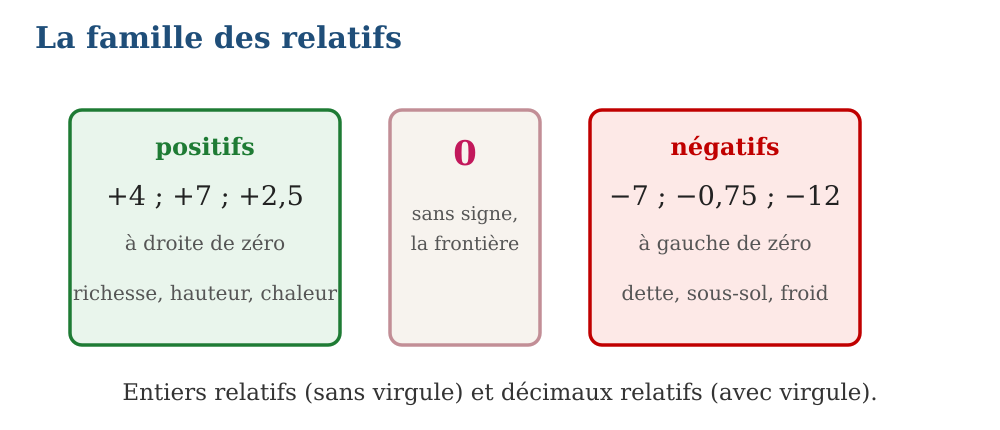 La famille des relatifs
positifs
+4 ; +7 ; +2,5
à droite de zéro
richesse, hauteur, chaleur
0
sans signe,
la frontière
négatifs
−7 ; −0,75 ; −12
à gauche de zéro
dette, sous-sol, froid
Entiers relatifs (sans virgule) et décimaux relatifs (avec virgule).